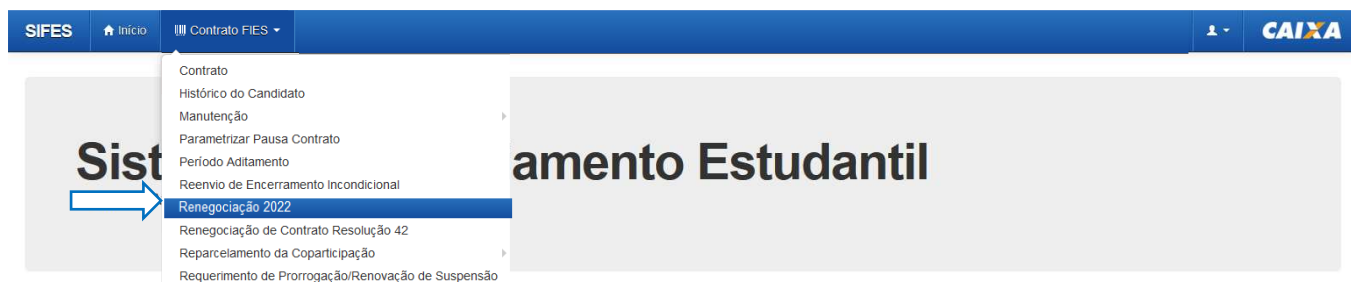 SIFES Início Contrato FIES CAIXA
Contrato
Histórico do Candidato
Manutenção
Parametrizar Pausa Contrato
Período Aditamento
Sist amento Estudantil
Reenvio de Encerramento Incondicional
Renegociação 2022
Renegociação de Contrato Resolução 42
Reparcelamento da Coparticipação
Requerimento de Prorrogação/Renovação de Suspensão